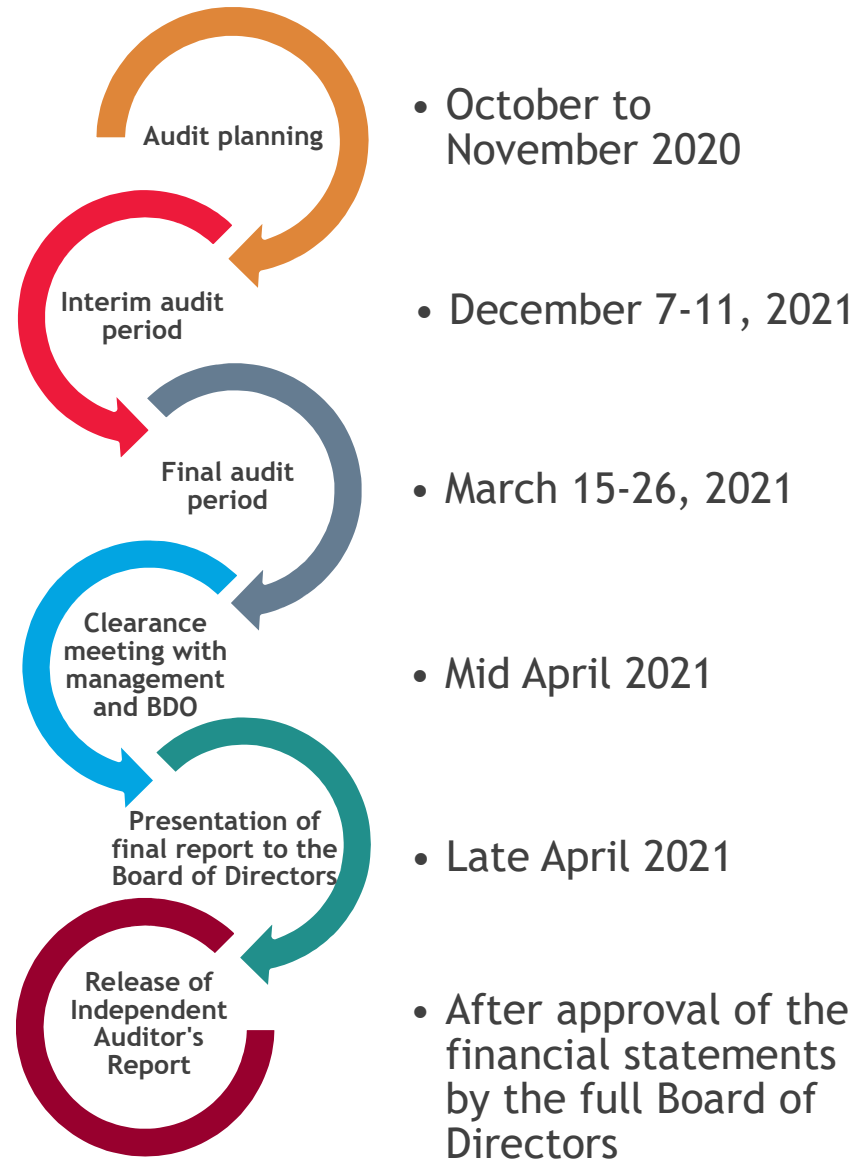 Audit planning
• October to
November 2020
Interim audit
period
• December 7-11, 2021
Final audit
period
• March 15-26, 2021
Clearance
meeting with
management
and BDO
• Mid April 2021
Presentation of
final report to the
Board of Directors
• Late April 2021
Release of
Independent
Auditor's
Report
• After approval of the
financial statements
by the full Board of
Directors